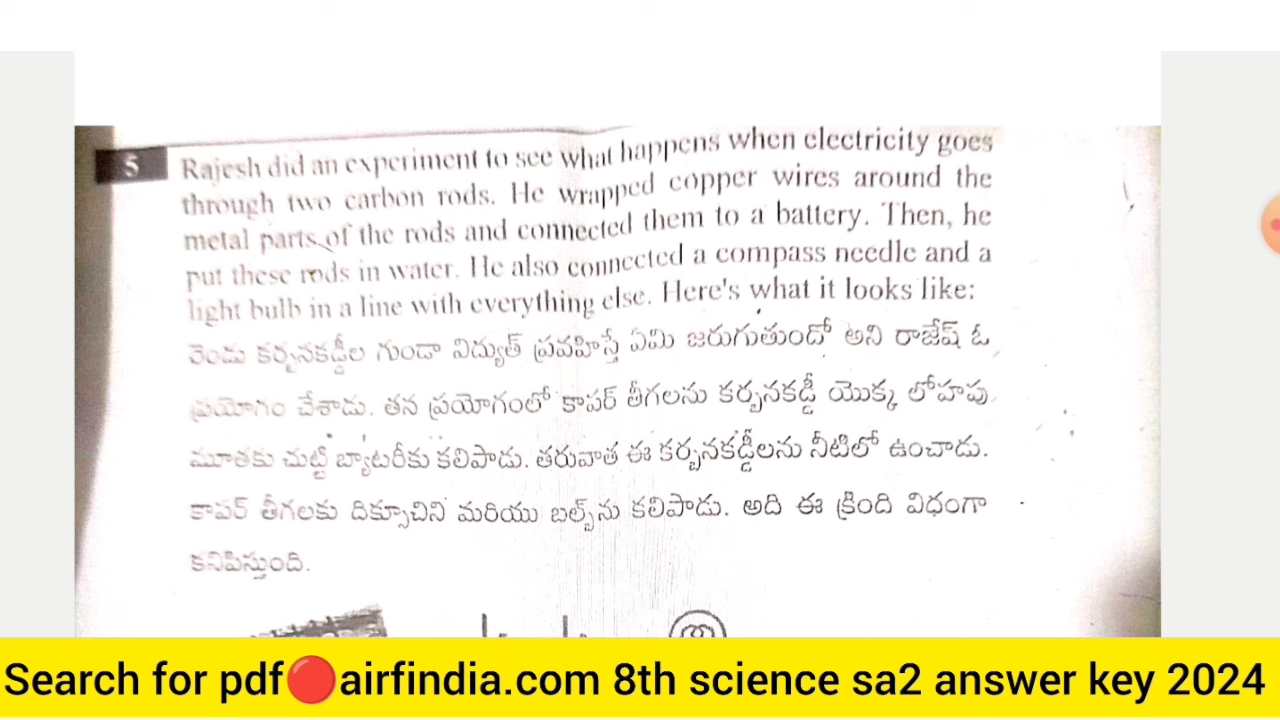 5
Rajesh did an experiment to see what happens when electricity goes
through two carbon rods. He wrapped copper wires around the
metal parts of the rods and connected them to a battery. Then, he
put these rods in water. He also connected a compass needle and a
light bulb in a line with everything else. Here's what it looks like:
రెండు కర్బనకడ్డీల గుండా విద్యుత్ ప్రవహిస్తే ఏమి జరుగుతుందో అని రాజేష్ ఓ
ప్రయోగం చేశాడు. తన ప్రయోగంలో కాపర్ తీగలను కర్బనకడ్డీ యొక్క లోహపు
మూతకు చుట్టి బ్యాటరీకు కలిపాడు. తరువాత ఈ కర్బనకడ్డీలను నీటిలో ఉంచాడు.
కాపర్ తీగలకు దిక్సూచిని మరియు బల్బ్‌ను కలిపాడు. అది ఈ క్రింది విధంగా
కనిపిస్తుంది.
Search for pdf🔴airfindia.com 8th science sa2 answer key 2024